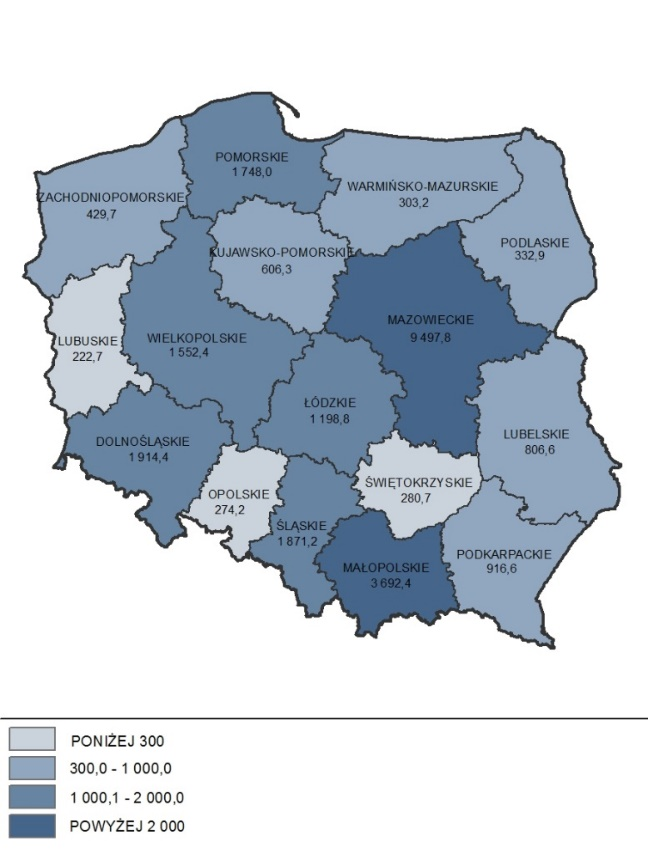 POMORSKIE
1 748,0
WARMIŃSKO-MAZURSKIE
303,2
ZACHODNIOPOMORSKIE
429,7
KUJAWSKO-POMORSKIE
606,3
PODLASKIE
332,9
MAZOWIECKIE
9 497,8
LUBUSKIE
222,7
WIELKOPOLSKIE
1 552,4
ŁÓDZKIE
1 198,8
DOLNOŚLĄSKIE
1 914,4
LUBELSKIE
806,6
OPOLSKIE
274,2
ŚWIĘTOKRZYSKIE
280,7
ŚLĄSKIE
1 871,2
MAŁOPOLSKIE
3 692,4
PODKARPACKIE
916,6
PONIŻEJ 300
300,0 - 1 000,0
1 000,1 - 2 000,0
POWYŻEJ 2 000